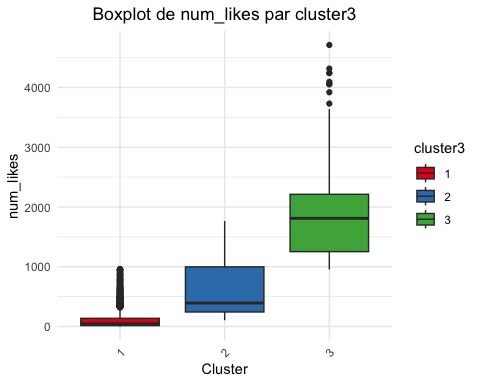 Boxplot de num_likes par cluster3
4000
3000
2000
1000
0
num_likes
1
2
3
Cluster
cluster3
1
2
3